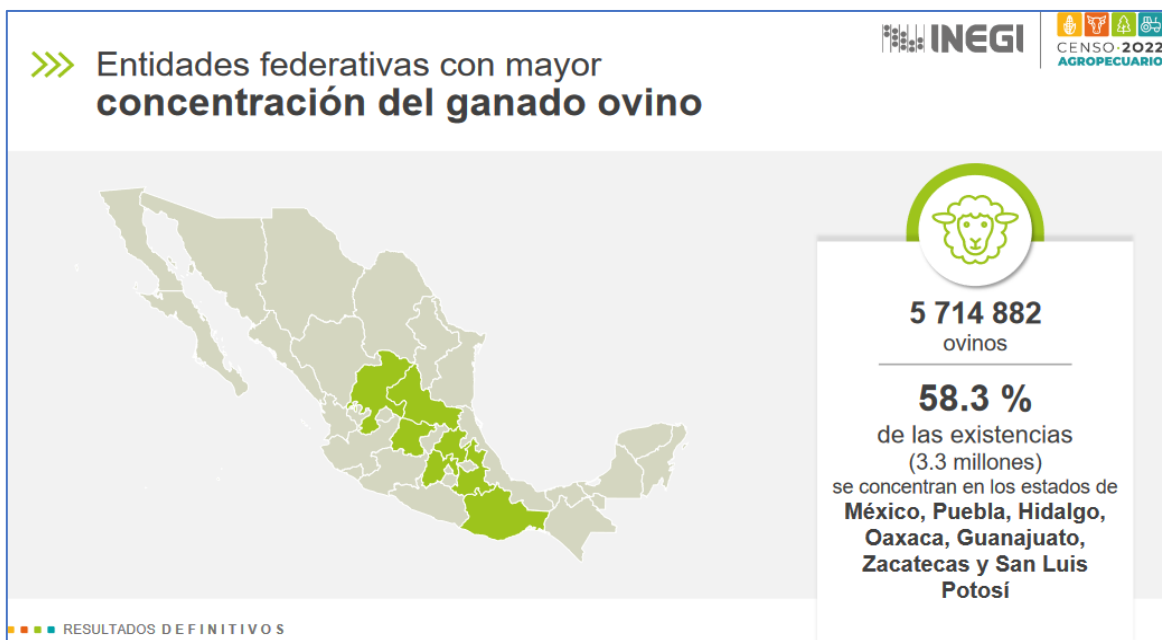 Entidades federativas con mayor
concentración del ganado ovino
INEGI
CENSO·2022
AGROPECUARIO
5 714 882
ovinos
58.3 %
de las existencias
(3.3 millones)
se concentran en los estados de
México, Puebla, Hidalgo,
Oaxaca, Guanajuato,
Zacatecas y San Luis
Potosí
RESULTADOS DEFINITIVOS